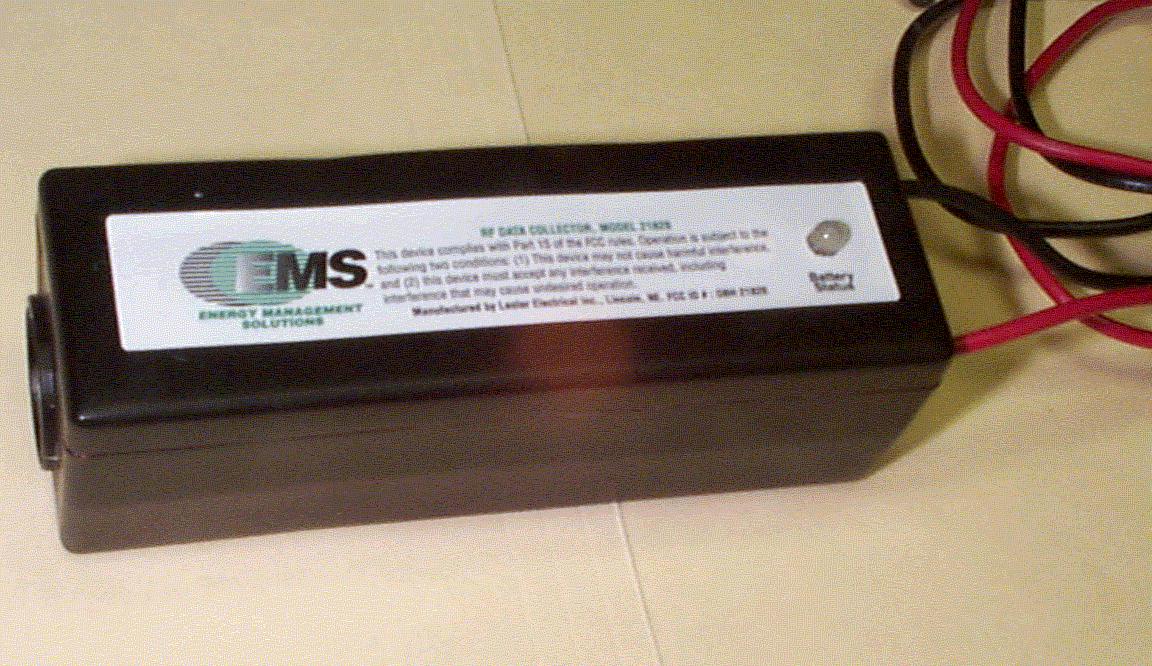 EMS™
ENERGY MANAGEMENT
SOLUTIONS
RF DATA COLLECTOR, MODEL 21829
This device complies with Part 15 of the FCC rules. Operation is subject to the
following two conditions: (1) This device may not cause harmful interference,
and (2) this device must accept any interference received, including
interference that may cause undesired operation.
Manufactured by Lester Electrical Inc., Lincoln, NE. FCC ID # : 21829
Battery
Status